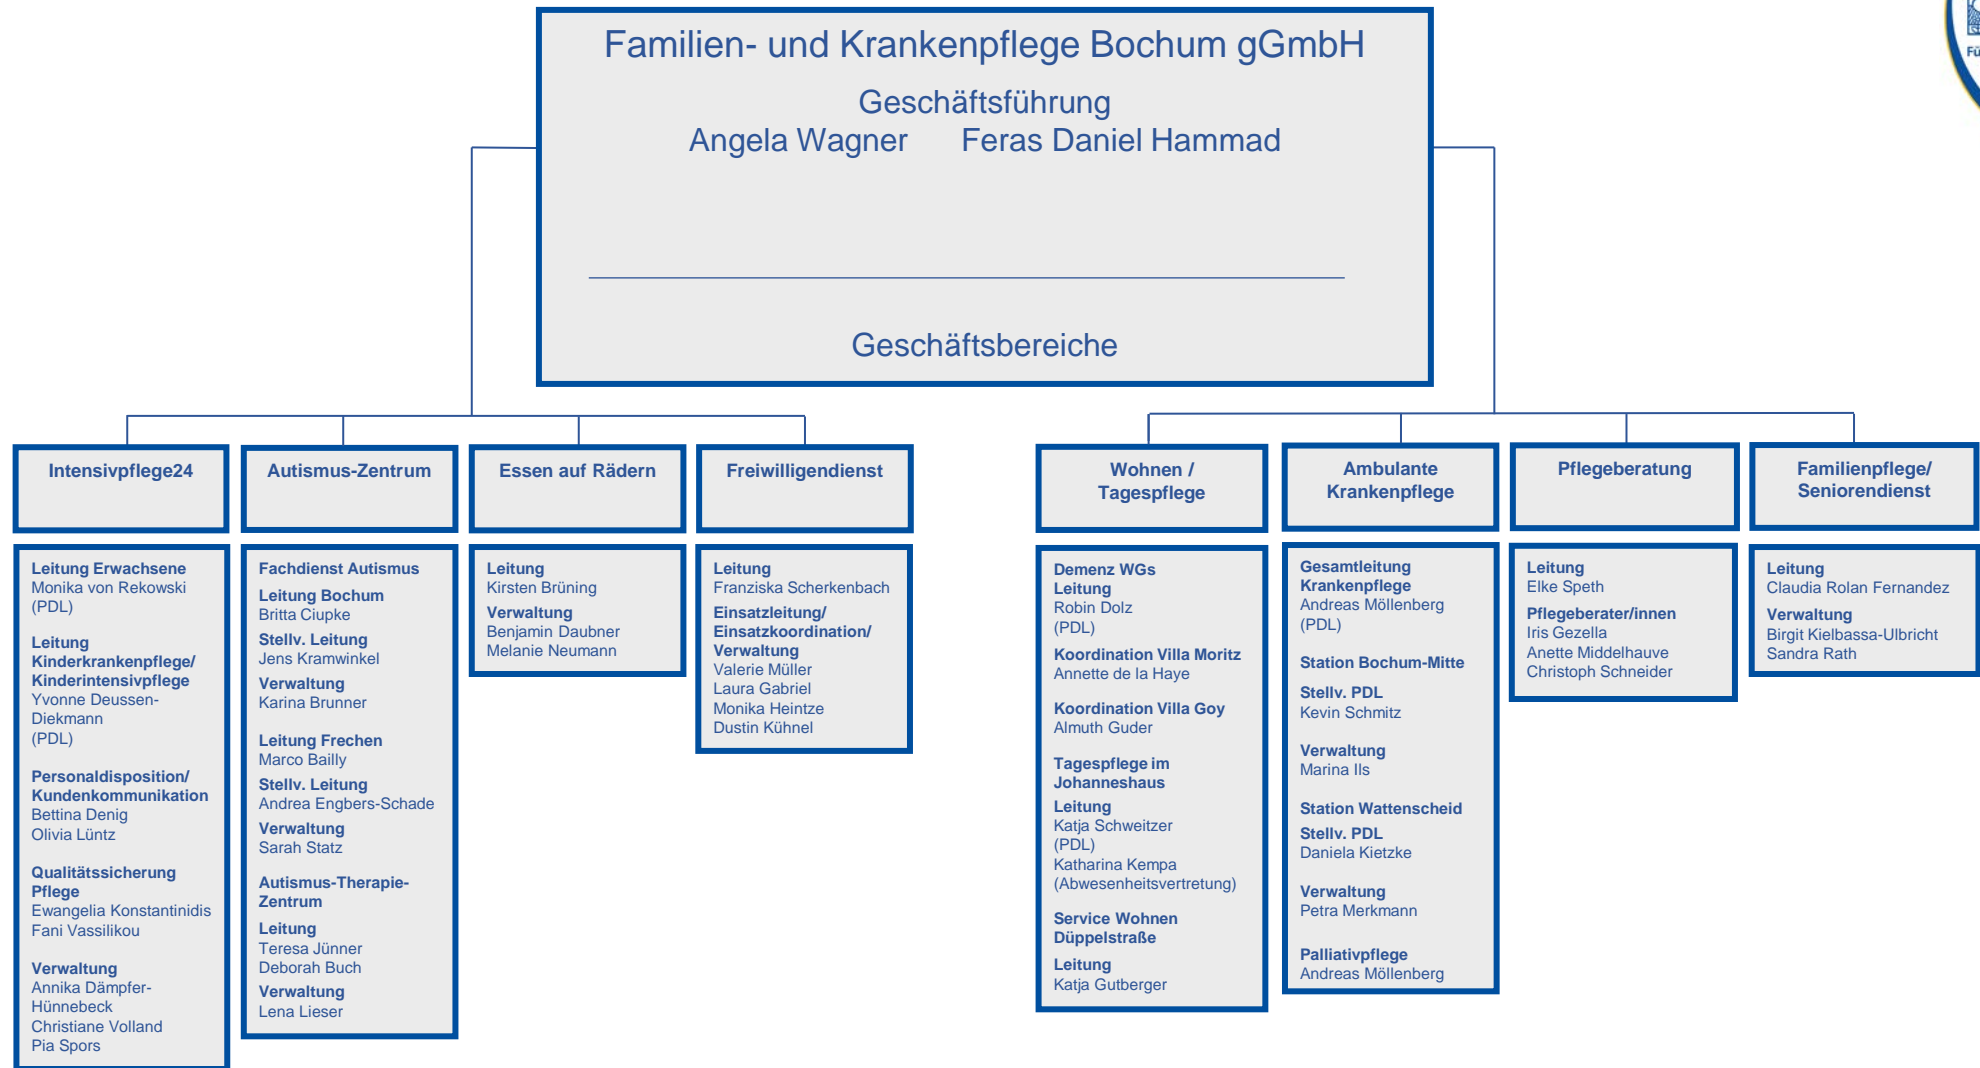 Familien- und Krankenpflege Bochum gGmbH
Geschäftsführung
Angela Wagner Feras Daniel Hammad
Geschäftsbereiche
Intensivpflege24
Leitung Erwachsene
Monika von Rekowski
(PDL)
Leitung
Kinderkrankenpflege/
Kinderintensivpflege
Yvonne Deussen-
Diekmann
(PDL)
Personaldisposition/
Kundenkommunikation
Bettina Denig
Olivia Lüntz
Qualitätssicherung
Pflege
Ewangelia Konstantinidis
Fani Vassilikou
Verwaltung
Annika Dämpfer-
Hünnebeck
Christiane Volland
Pia Spors
Autismus-Zentrum
Fachdienst Autismus
Leitung Bochum
Britta Ciupke
Stellv. Leitung
Jens Kramwinkel
Verwaltung
Karina Brunner
Leitung Frechen
Marco Bailly
Stellv. Leitung
Andrea Engbers-Schade
Verwaltung
Sarah Statz
Autismus-Therapie-
Zentrum
Leitung
Teresa Jünner
Deborah Buch
Verwaltung
Lena Lieser
Essen auf Rädern
Leitung
Kirsten Brüning
Verwaltung
Benjamin Daubner
Melanie Neumann
Freiwilligendienst
Leitung
Franziska Scherkenbach
Einsatzleitung/
Einsatzkoordination/
Verwaltung
Valerie Müller
Laura Gabriel
Monika Heintze
Dustin Kühnel
Wohnen /
Tagespflege
Demenz WGs
Leitung
Robin Dolz
(PDL)
Koordination Villa Moritz
Annette de la Haye
Koordination Villa Goy
Almuth Guder
Tagespflege im
Johanneshaus
Leitung
Katja Schweitzer
(PDL)
Katharina Kempa
(Abwesenheitsvertretung)
Service Wohnen
Düppelstraße
Leitung
Katja Gutberger
Ambulante
Krankenpflege
Gesamtleitung
Krankenpflege
Andreas Möllenberg
(PDL)
Station Bochum-Mitte
Stellv. PDL
Kevin Schmitz
Verwaltung
Marina Ils
Station Wattenscheid
Stellv. PDL
Daniela Kietzke
Verwaltung
Petra Merkmann
Palliativpflege
Andreas Möllenberg
Pflegeberatung
Leitung
Elke Speth
Pflegeberater/innen
Iris Gezella
Anette Middelhauve
Christoph Schneider
Familienpflege/
Seniorendienst
Leitung
Claudia Rolan Fernandez
Verwaltung
Birgit Kielbassa-Ulbricht
Sandra Rath